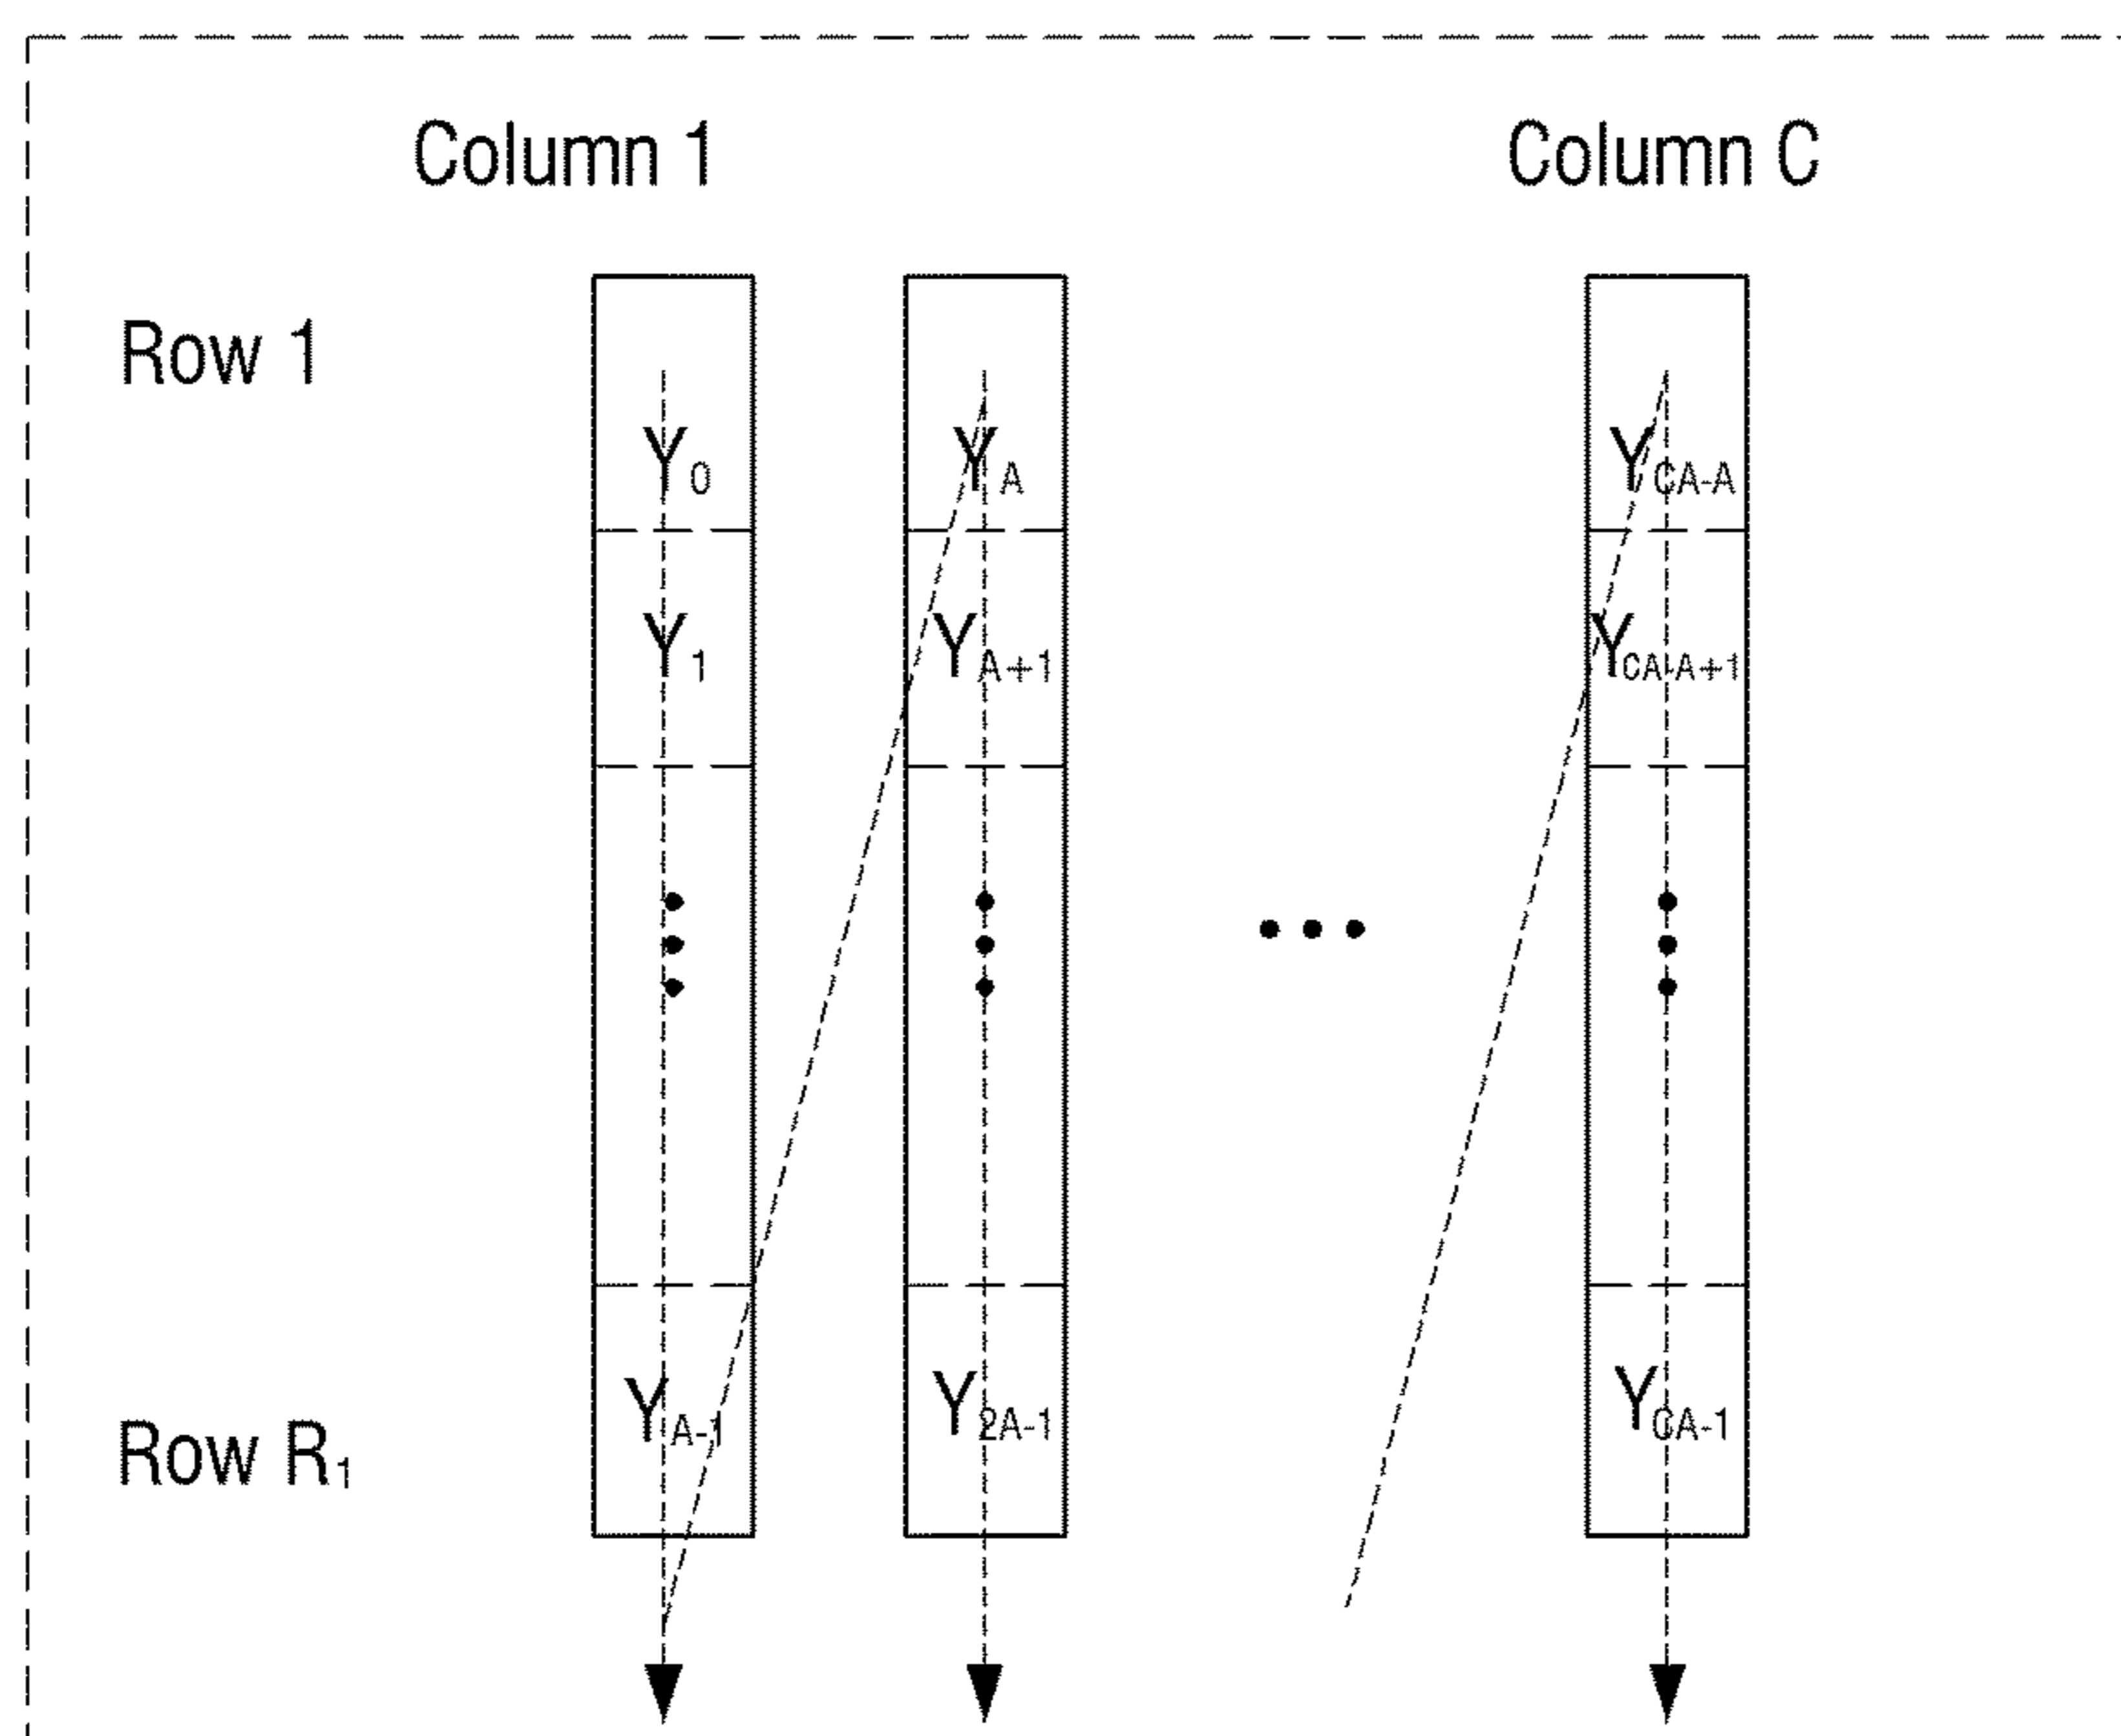 Column 1 Column C
Row 1
Y0 YA YCA-A
Y1 YA+1 YCA-A+1
Row R1 YA-1 Y2A-1 YCA-1